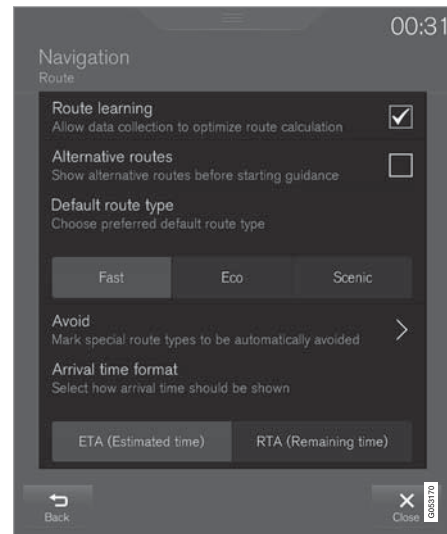 00:31
Navigation
Route
Route learning
Allow data collection to optimize route calculation
Alternative routes
Show alternative routes before starting guidance
Default route type
Choose preferred default route type
Fast Eco Scenic
Avoid
Mark special route types to be automatically avoided
Arrival time format
Select how arrival time should be shown
ETA (Estimated time) RTA (Remaining time)
Back Close
G053170